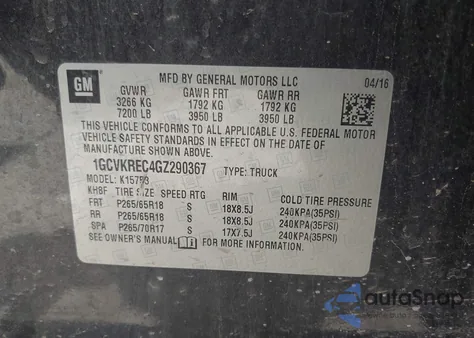 GM
MFD BY GENERAL MOTORS LLC
04/16
GVWR GAWR FRT GAWR RR
3266 KG 1792 KG 1792 KG
7200 LB 3950 LB 3950 LB
THIS VEHICLE CONFORMS TO ALL APPLICABLE U.S. FEDERAL MOTOR
VEHICLE SAFETY STANDARDS IN EFFECT ON THE DATE OF
MANUFACTURE SHOWN ABOVE.
1GCVKREC4GZ290367 TYPE: TRUCK
MODEL: K15753
KHBF TIRE SIZE SPEED RTG RIM COLD TIRE PRESSURE
FRT P265/65R18 S 18X8.5J 240KPA(35PSI)
RR P265/65R18 S 18X8.5J 240KPA(35PSI)
SPA P265/70R17 S 17X7.5J 240KPA(35PSI)
SEE OWNER'S MANUAL FOR ADDITIONAL INFORMATION.
autoSnap